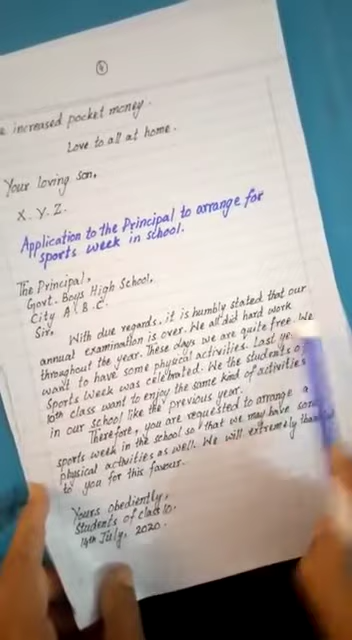 4
increased pocket money.
Love to all at home.
Your loving son,
X. Y. Z.
Application to the Principal to arrange for
sports week in school.
The Principal,
Govt. Boys High School,
City A.B.C.
Sir,
With due regards, it is humbly stated that our
annual examination is over. We all did hard work
throughout the year. These days we are quite free. We
want to have some physical activities. Last
Sports Week was celebrated. We the students of
10th class want to enjoy the same kind of activities
in our school like the previous year.
Therefore, you are requested to arrange a
sports week in the school so that we may have some
physical activities as well. We will extremely
to you for this favour.
Yours obediently,
Students of class 10.
14th July, 2020.